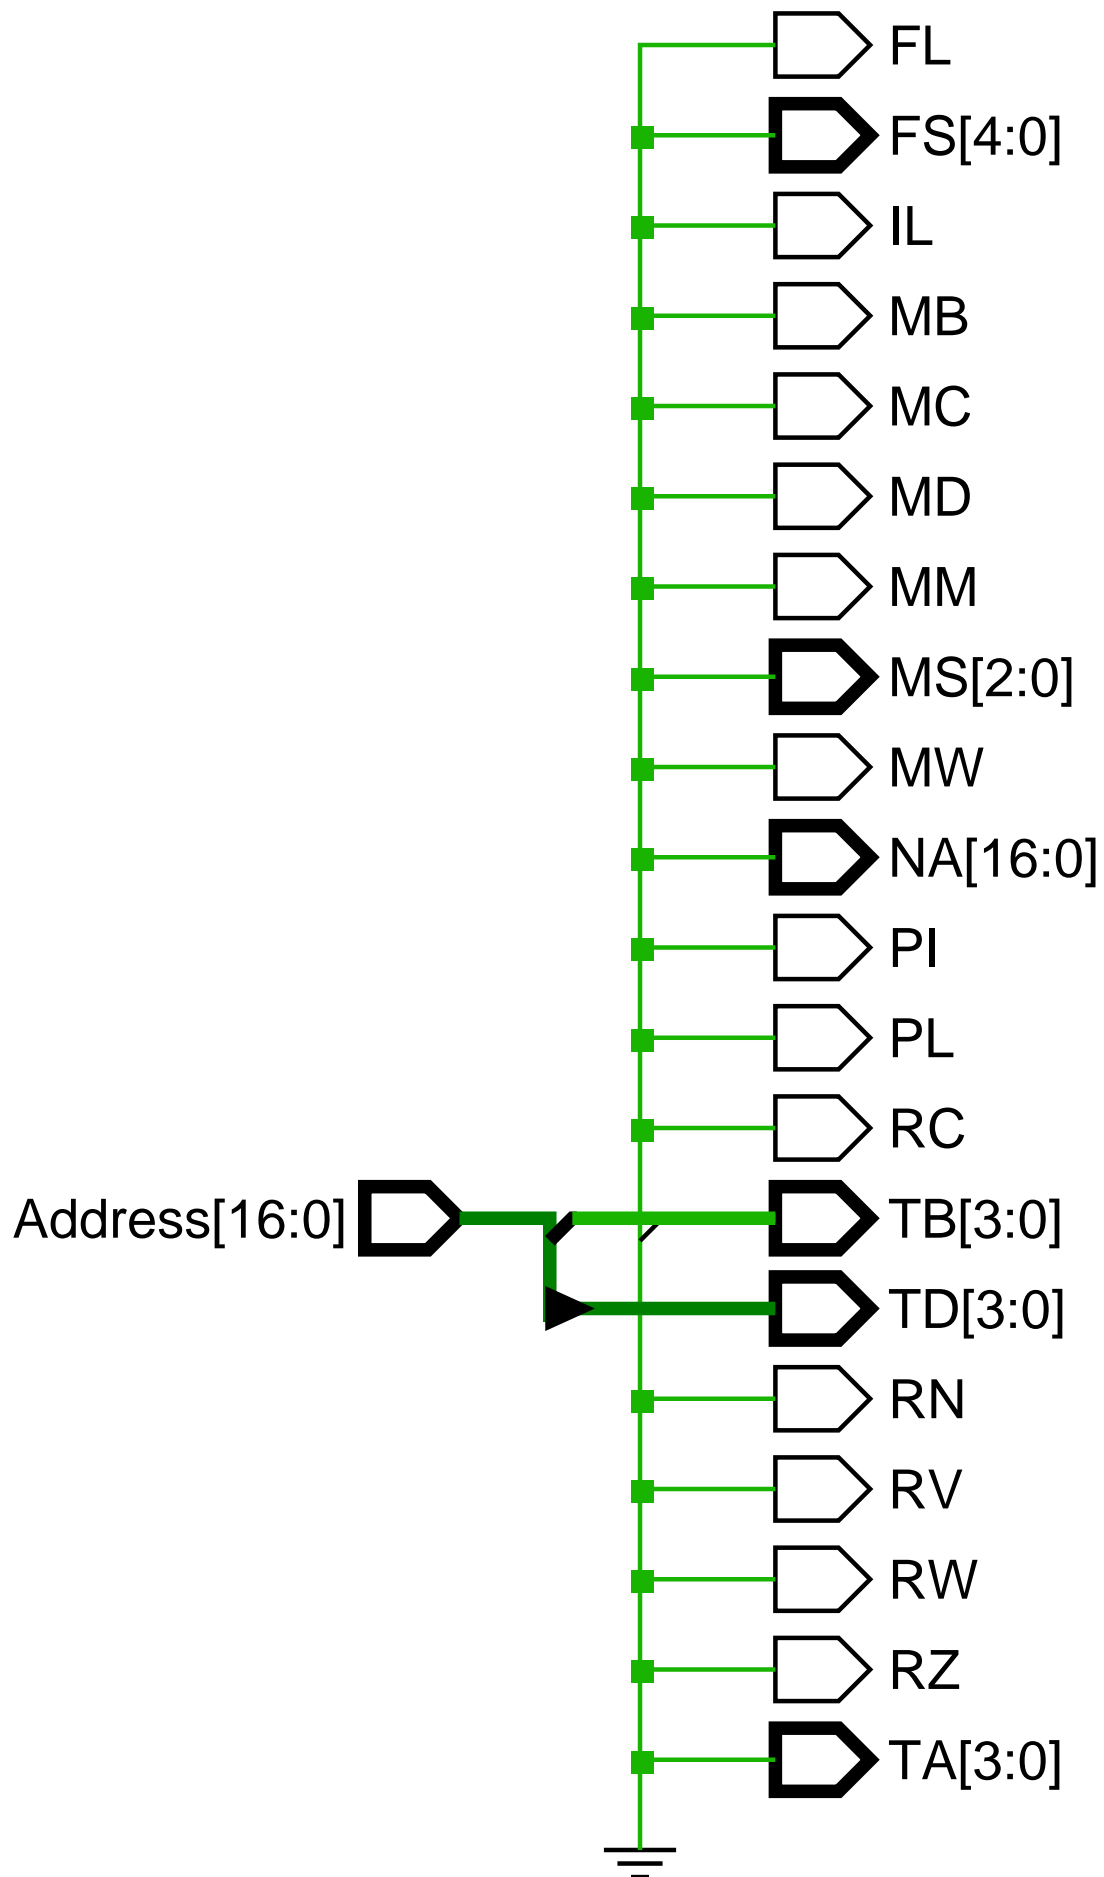 FL
FS[4:0]
IL
MB
MC
MD
MM
MS[2:0]
MW
NA[16:0]
PI
PL
RC
Address[16:0]
TB[3:0]
TD[3:0]
RN
RV
RW
RZ
TA[3:0]